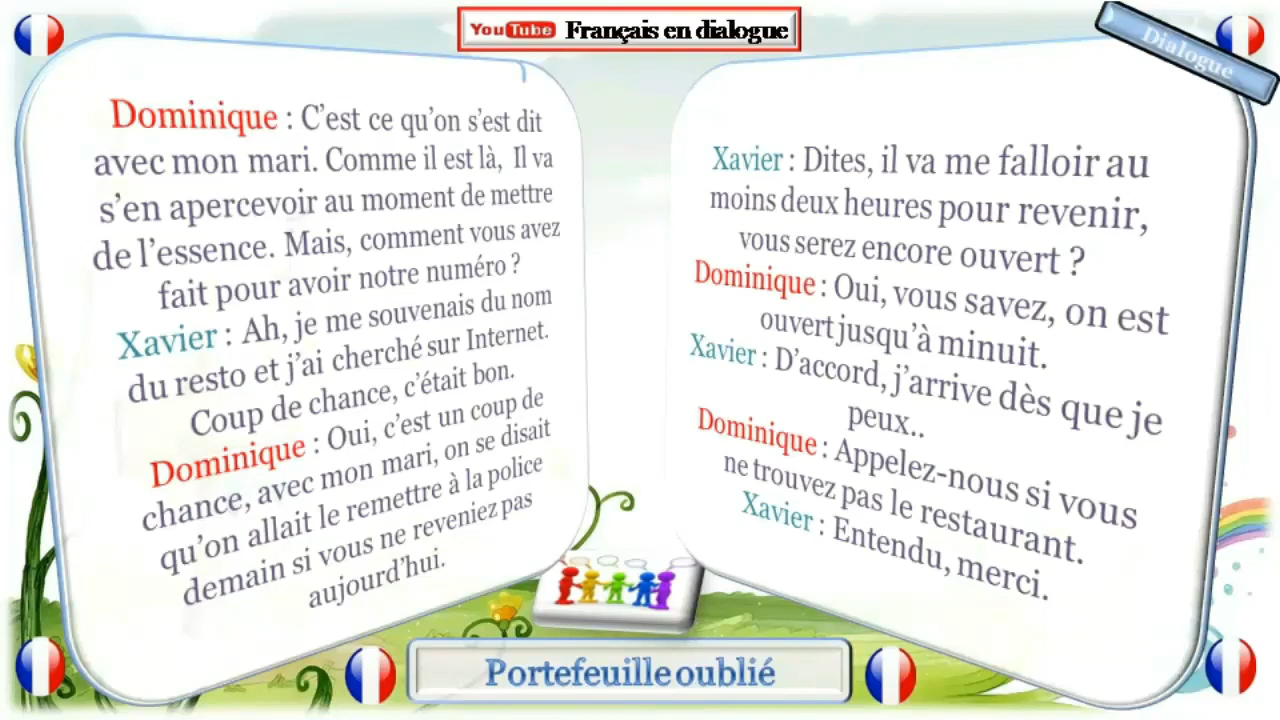 YouTube Français en dialogue
Dialogue
Dominique : C'est ce qu'on s'est dit
avec mon mari. Comme il est là, Il va
s'en apercevoir au moment de mettre
de l'essence. Mais, comment vous avez
fait pour avoir notre numéro ?
Xavier : Ah, je me souvenais du nom
du resto et j'ai cherché sur Internet.
Coup de chance, c'était bon.
Dominique : Oui, c'est un coup de
chance, avec mon mari, on se disait
qu'on allait le remettre à la police
demain si vous ne reveniez pas
aujourd'hui.
Xavier : Dites, il va me falloir au
moins deux heures pour revenir,
vous serez encore ouvert ?
Dominique : Oui, vous savez, on est
ouvert jusqu'à minuit.
Xavier : D'accord, j'arrive dès que je
peux..
Dominique : Appelez-nous si vous
ne trouvez pas le restaurant.
Xavier : Entendu, merci.
Portefeuille oublié